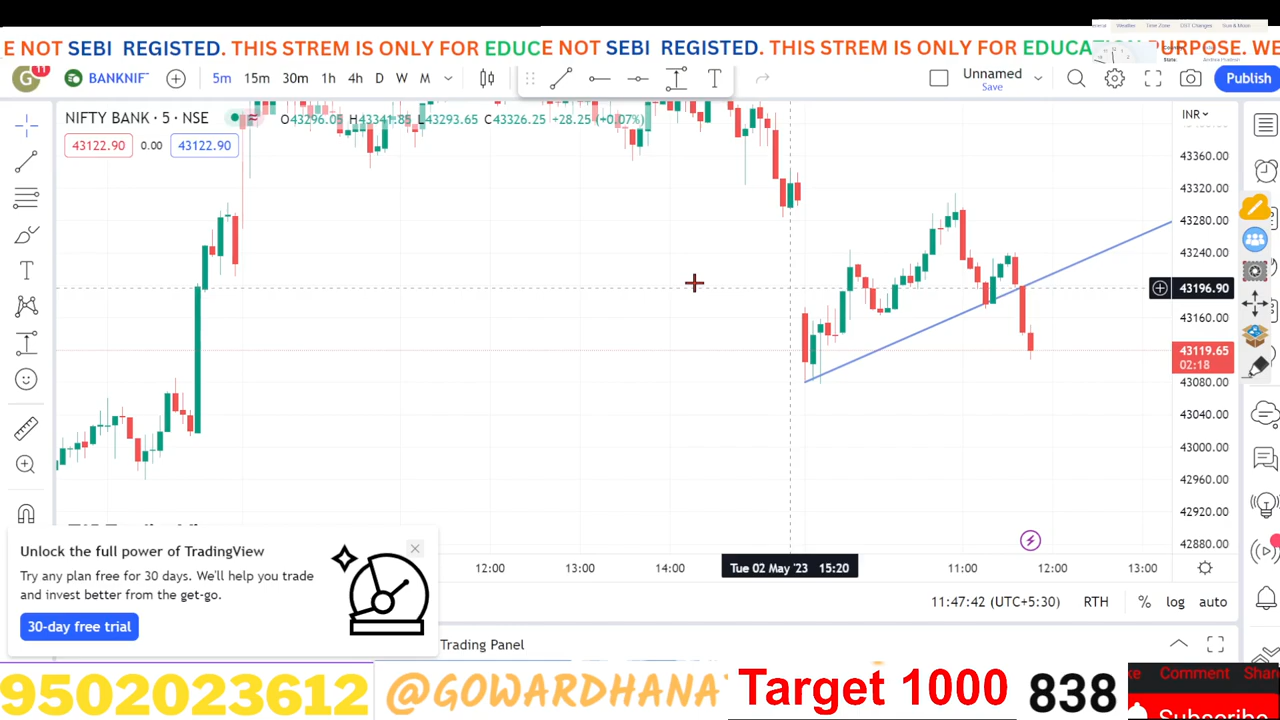 E NOT SEBI REGISTED. THIS STREM IS ONLY FOR EDUCE NOT SEBI REGISTED. THIS STREM IS ONLY FOR EDUCATION PURPOSE. WE
G 11 BANKNIF 5m 15m 30m 1h 4h D W M T Unnamed Save Publish
NIFTY BANK · 5 · NSE O43296.05 H43341.85 L43293.65 C43326.25 +28.25 (+0.07%) INR
43122.90 0.00 43122.90
43360.00
43320.00
43280.00
43240.00
43196.90
43160.00
43119.65
02:18
43080.00
43040.00
43000.00
42960.00
42920.00
42880.00
Unlock the full power of TradingView
Try any plan free for 30 days. We'll help you trade
and invest better from the get-go.
30-day free trial
12:00 13:00 14:00 Tue 02 May '23 15:20 11:00 12:00 13:00
11:47:42 (UTC+5:30) RTH % log auto
Trading Panel
9502023612 @GOWARDHANA Target 1000 838
Comment
Subscribe